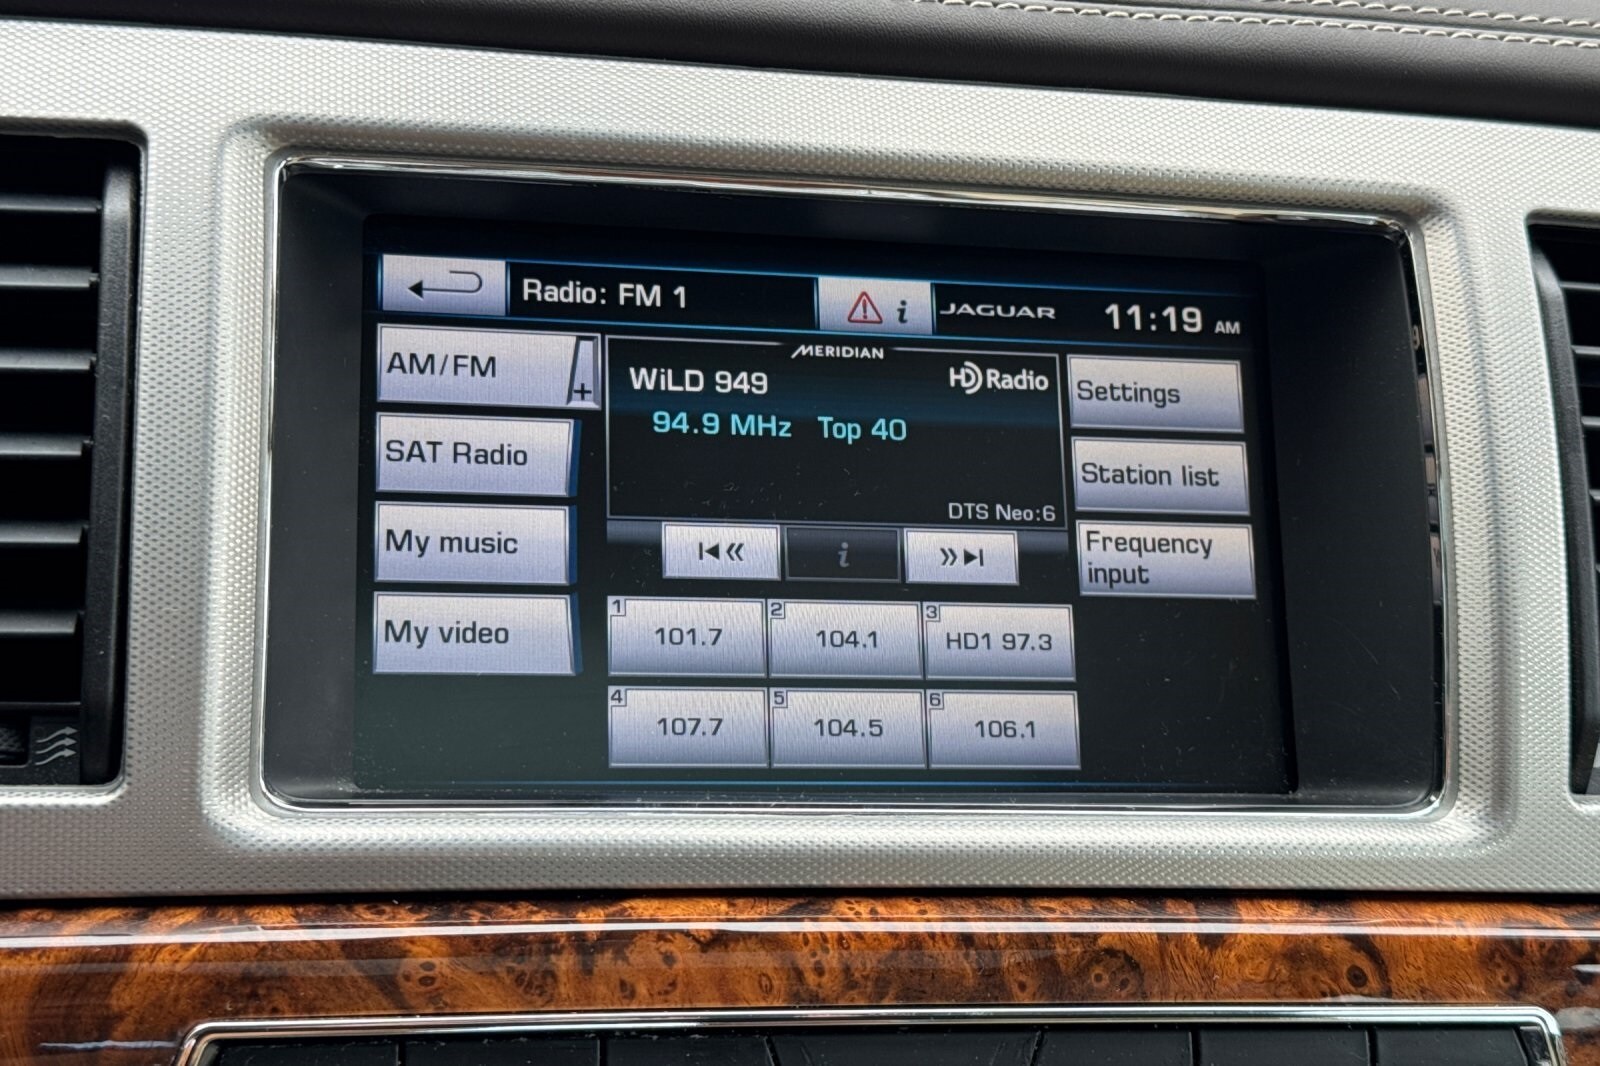 Radio: FM 1
i
JAGUAR
11:19 AM
AM/FM
+
SAT Radio
My music
My video
MERIDIAN
WiLD 949
HD Radio
94.9 MHz Top 40
DTS Neo:6
i
1 101.7
2 104.1
3 HD1 97.3
4 107.7
5 104.5
6 106.1
Settings
Station list
Frequency
input